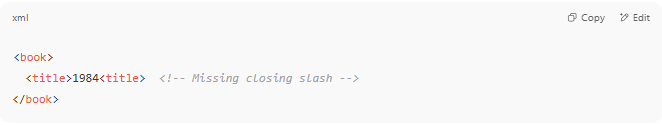 xml Copy Edit
<book>
  <title>1984<title>  <!-- Missing closing slash -->
</book>